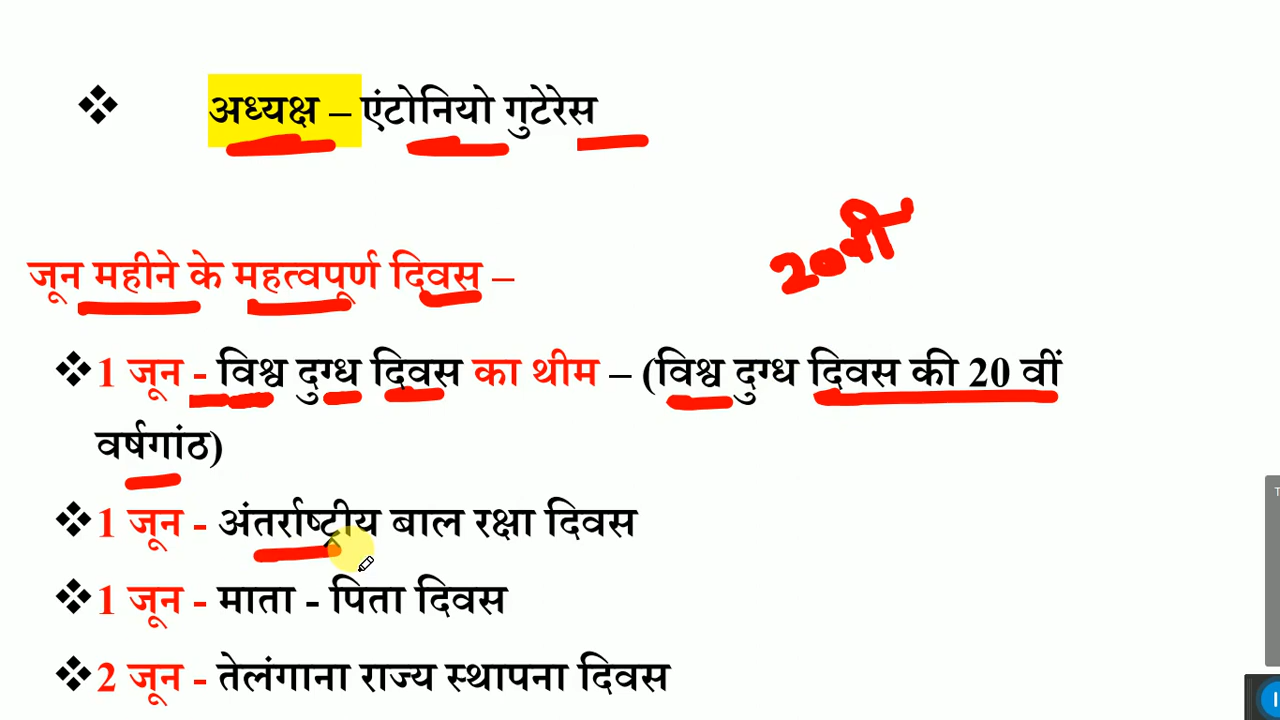 ❖ अध्यक्ष – एंटोनियो गुटेरेस
20वीं
जून महीने के महत्वपूर्ण दिवस –
❖ 1 जून - विश्व दुग्ध दिवस का थीम – (विश्व दुग्ध दिवस की 20 वीं
वर्षगांठ)
❖ 1 जून - अंतर्राष्ट्रीय बाल रक्षा दिवस
❖ 1 जून - माता - पिता दिवस
❖ 2 जून - तेलंगाना राज्य स्थापना दिवस